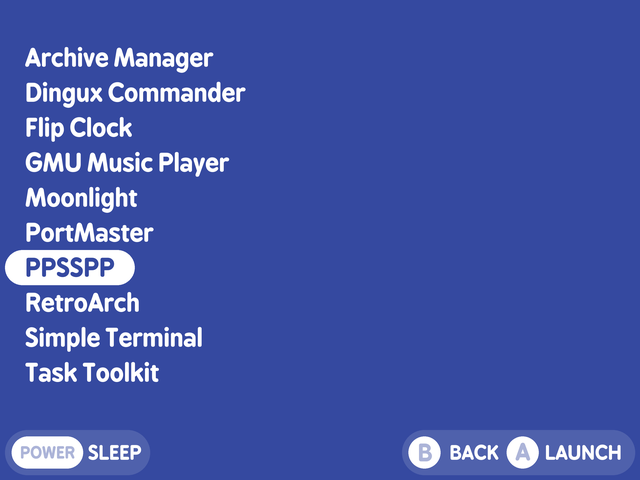 Archive Manager
Dingux Commander
Flip Clock
GMU Music Player
Moonlight
PortMaster
PPSSPP
RetroArch
Simple Terminal
Task Toolkit
POWER SLEEP B BACK A LAUNCH